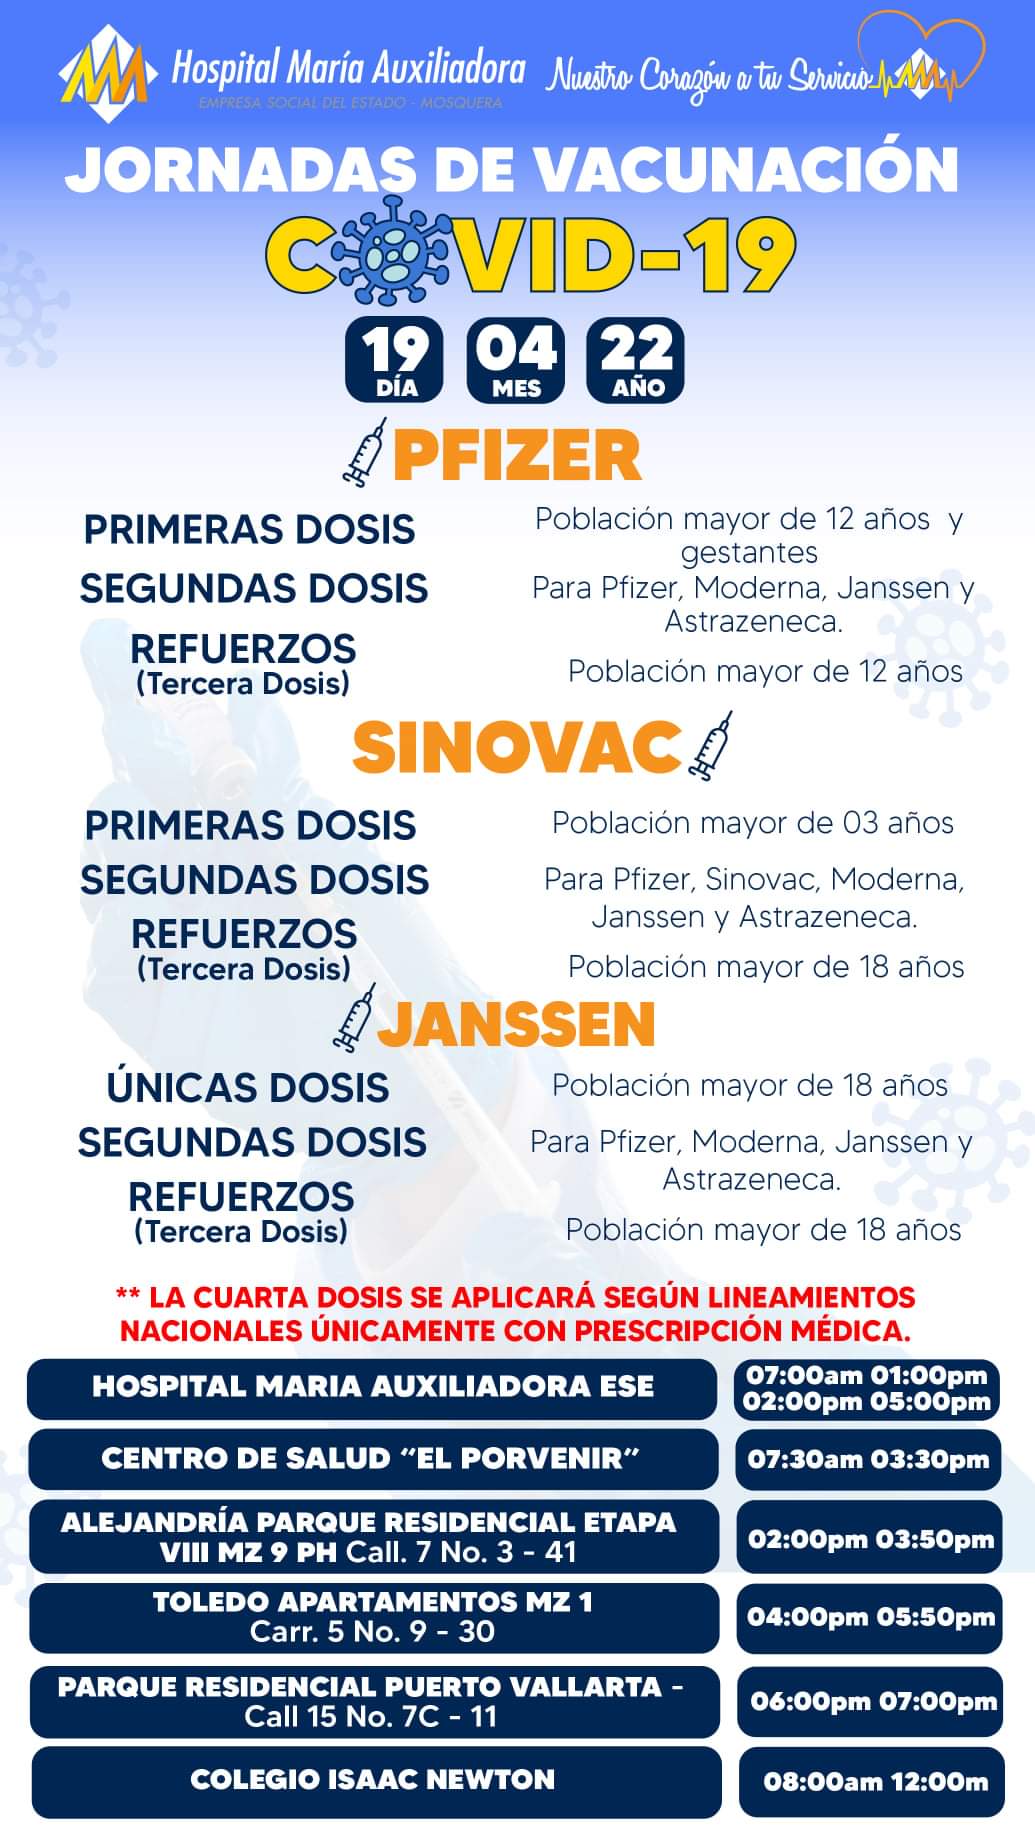 Hospital María Auxiliadora
EMPRESA SOCIAL DEL ESTADO - MOSQUERA
Nuestro Corazón a tu Servicio
JORNADAS DE VACUNACIÓN
COVID-19
19 DÍA
04 MES
22 AÑO
PFIZER
PRIMERAS DOSIS
Población mayor de 12 años y
gestantes
SEGUNDAS DOSIS
Para Pfizer, Moderna, Janssen y
Astrazeneca.
REFUERZOS
(Tercera Dosis)
Población mayor de 12 años
SINOVAC
PRIMERAS DOSIS
Población mayor de 03 años
SEGUNDAS DOSIS
Para Pfizer, Sinovac, Moderna,
Janssen y Astrazeneca.
REFUERZOS
(Tercera Dosis)
Población mayor de 18 años
JANSSEN
ÚNICAS DOSIS
Población mayor de 18 años
SEGUNDAS DOSIS
Para Pfizer, Moderna, Janssen y
Astrazeneca.
REFUERZOS
(Tercera Dosis)
Población mayor de 18 años
** LA CUARTA DOSIS SE APLICARÁ SEGÚN LINEAMIENTOS
NACIONALES ÚNICAMENTE CON PRESCRIPCIÓN MÉDICA.
HOSPITAL MARIA AUXILIADORA ESE
07:00am 01:00pm
02:00pm 05:00pm
CENTRO DE SALUD “EL PORVENIR”
07:30am 03:30pm
ALEJANDRÍA PARQUE RESIDENCIAL ETAPA
VIII MZ 9 PH Call. 7 No. 3 - 41
02:00pm 03:50pm
TOLEDO APARTAMENTOS MZ 1
Carr. 5 No. 9 - 30
04:00pm 05:50pm
PARQUE RESIDENCIAL PUERTO VALLARTA -
Call 15 No. 7C - 11
06:00pm 07:00pm
COLEGIO ISAAC NEWTON
08:00am 12:00m